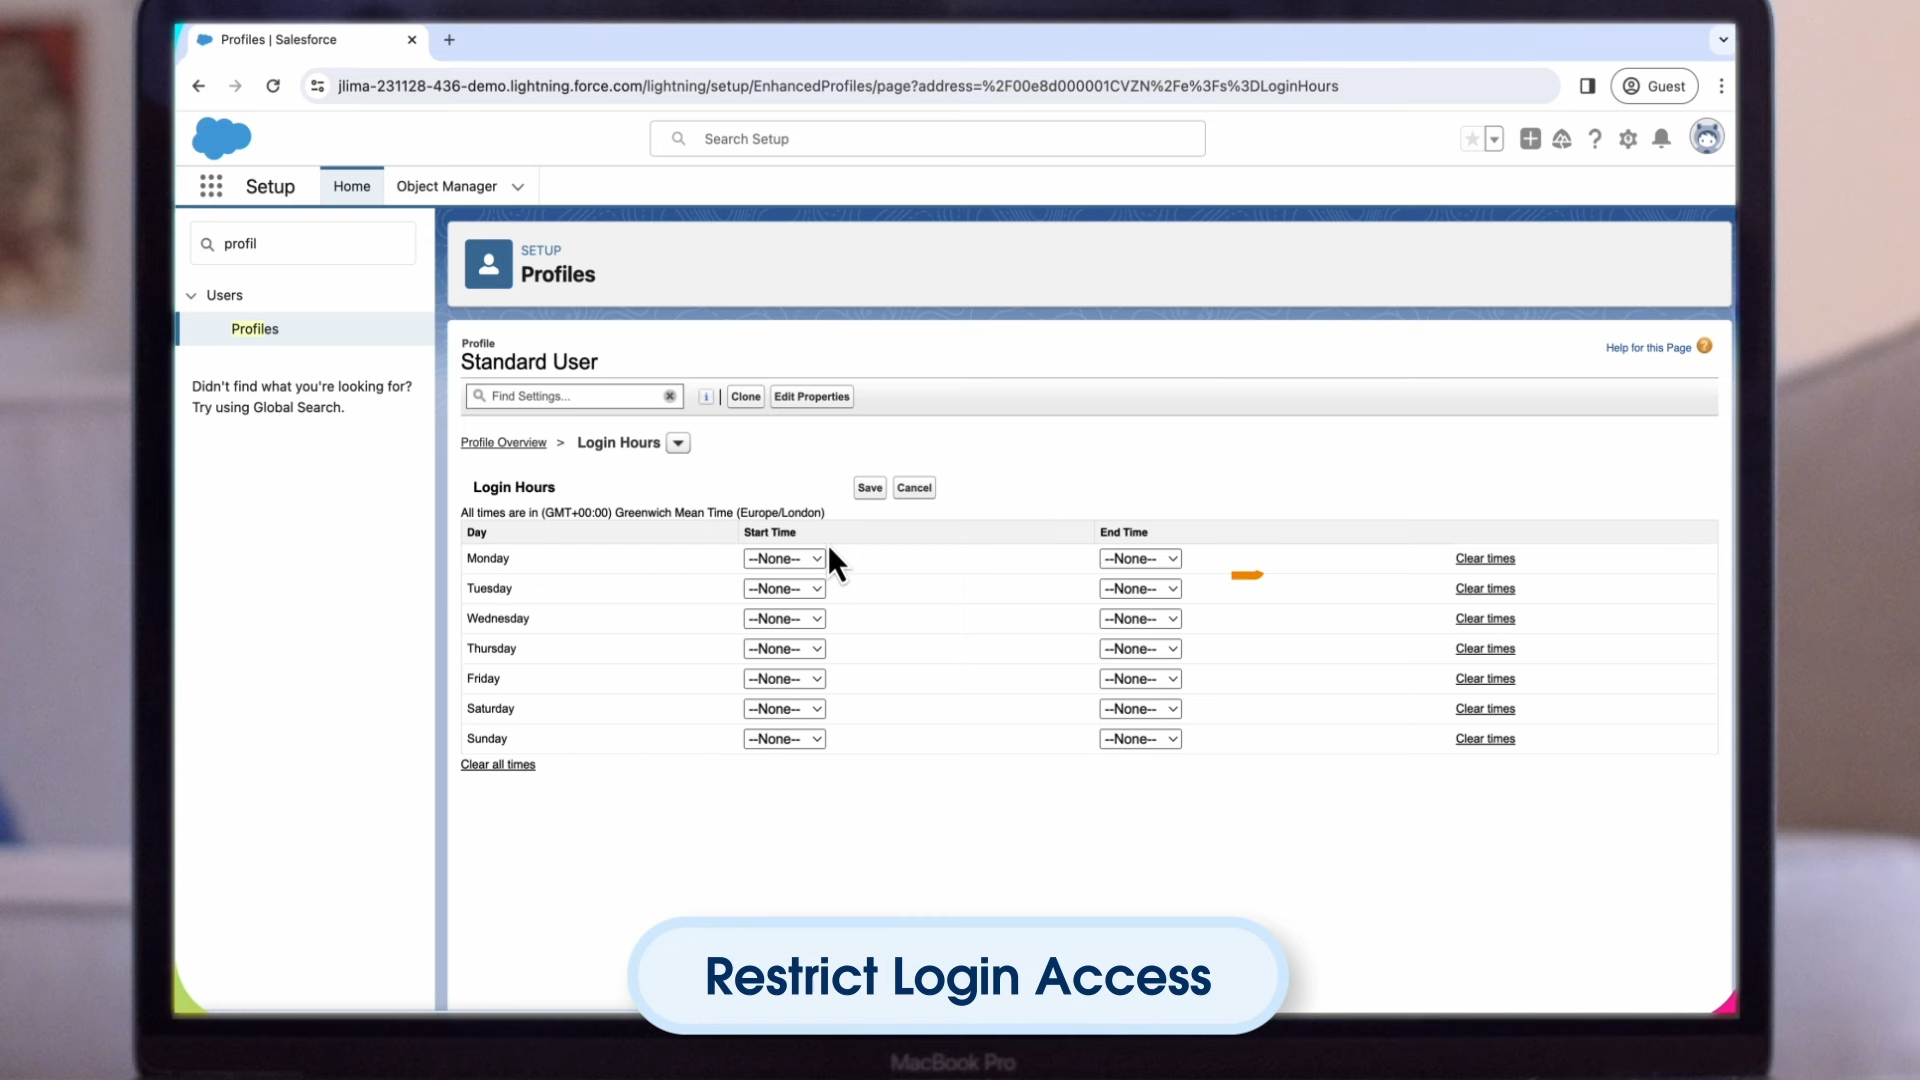 Profiles | Salesforce
jlima-231128-436-demo.lightning.force.com/lightning/setup/EnhancedProfiles/page?address=%2F00e8d000001CVZN%2Fe%3Fs%3DLoginHours
Guest
Search Setup
Setup
Home
Object Manager
profil
Users
Profiles
Didn't find what you're looking for?
Try using Global Search.
SETUP
Profiles
Profile
Standard User
Help for this Page
Find Settings...
Clone
Edit Properties
Profile Overview > Login Hours
Login Hours
Save
Cancel
All times are in (GMT+00:00) Greenwich Mean Time (Europe/London)
Day Start Time End Time
Monday --None-- --None-- Clear times
Tuesday --None-- --None-- Clear times
Wednesday --None-- --None-- Clear times
Thursday --None-- --None-- Clear times
Friday --None-- --None-- Clear times
Saturday --None-- --None-- Clear times
Sunday --None-- --None-- Clear times
Clear all times
Restrict Login Access
MacBook Pro